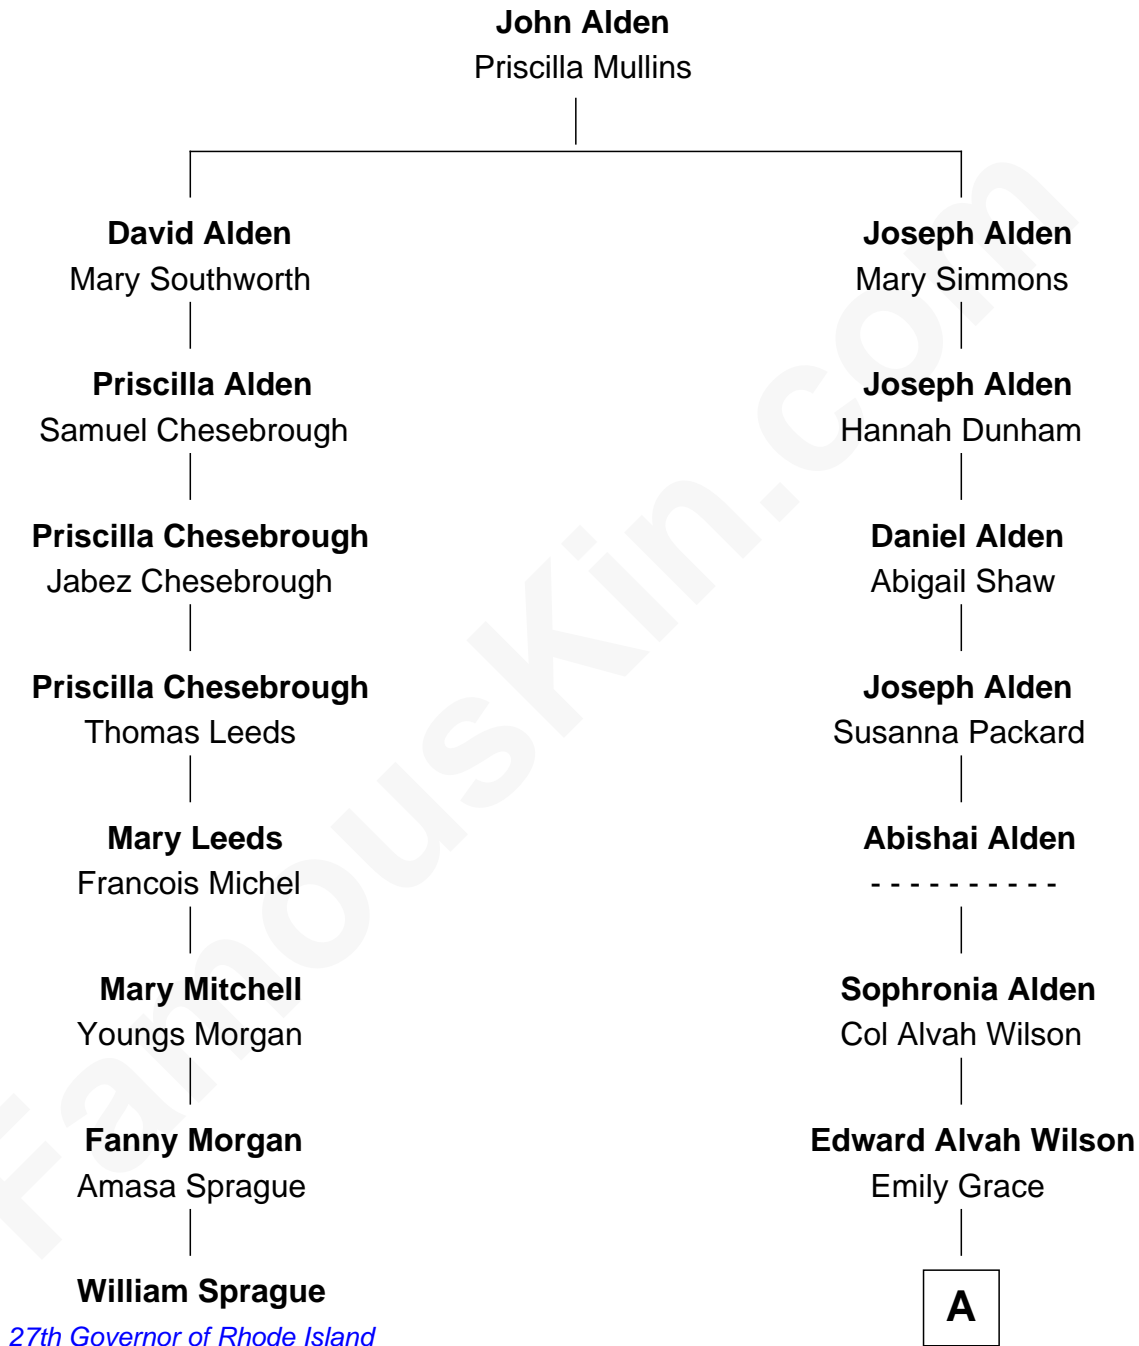 John Alden
Priscilla Mullins
David Alden
Mary Southworth
Joseph Alden
Mary Simmons
Priscilla Alden
Samuel Chesebrough
Joseph Alden
Hannah Dunham
Priscilla Chesebrough
Jabez Chesebrough
Daniel Alden
Abigail Shaw
Priscilla Chesebrough
Thomas Leeds
Joseph Alden
Susanna Packard
Mary Leeds
Francois Michel
Abishai Alden
- - - - - - - - - -
Mary Mitchell
Youngs Morgan
Sophronia Alden
Col Alvah Wilson
Fanny Morgan
Amasa Sprague
Edward Alvah Wilson
Emily Grace
William Sprague
27th Governor of Rhode Island
A
FamousKin.com